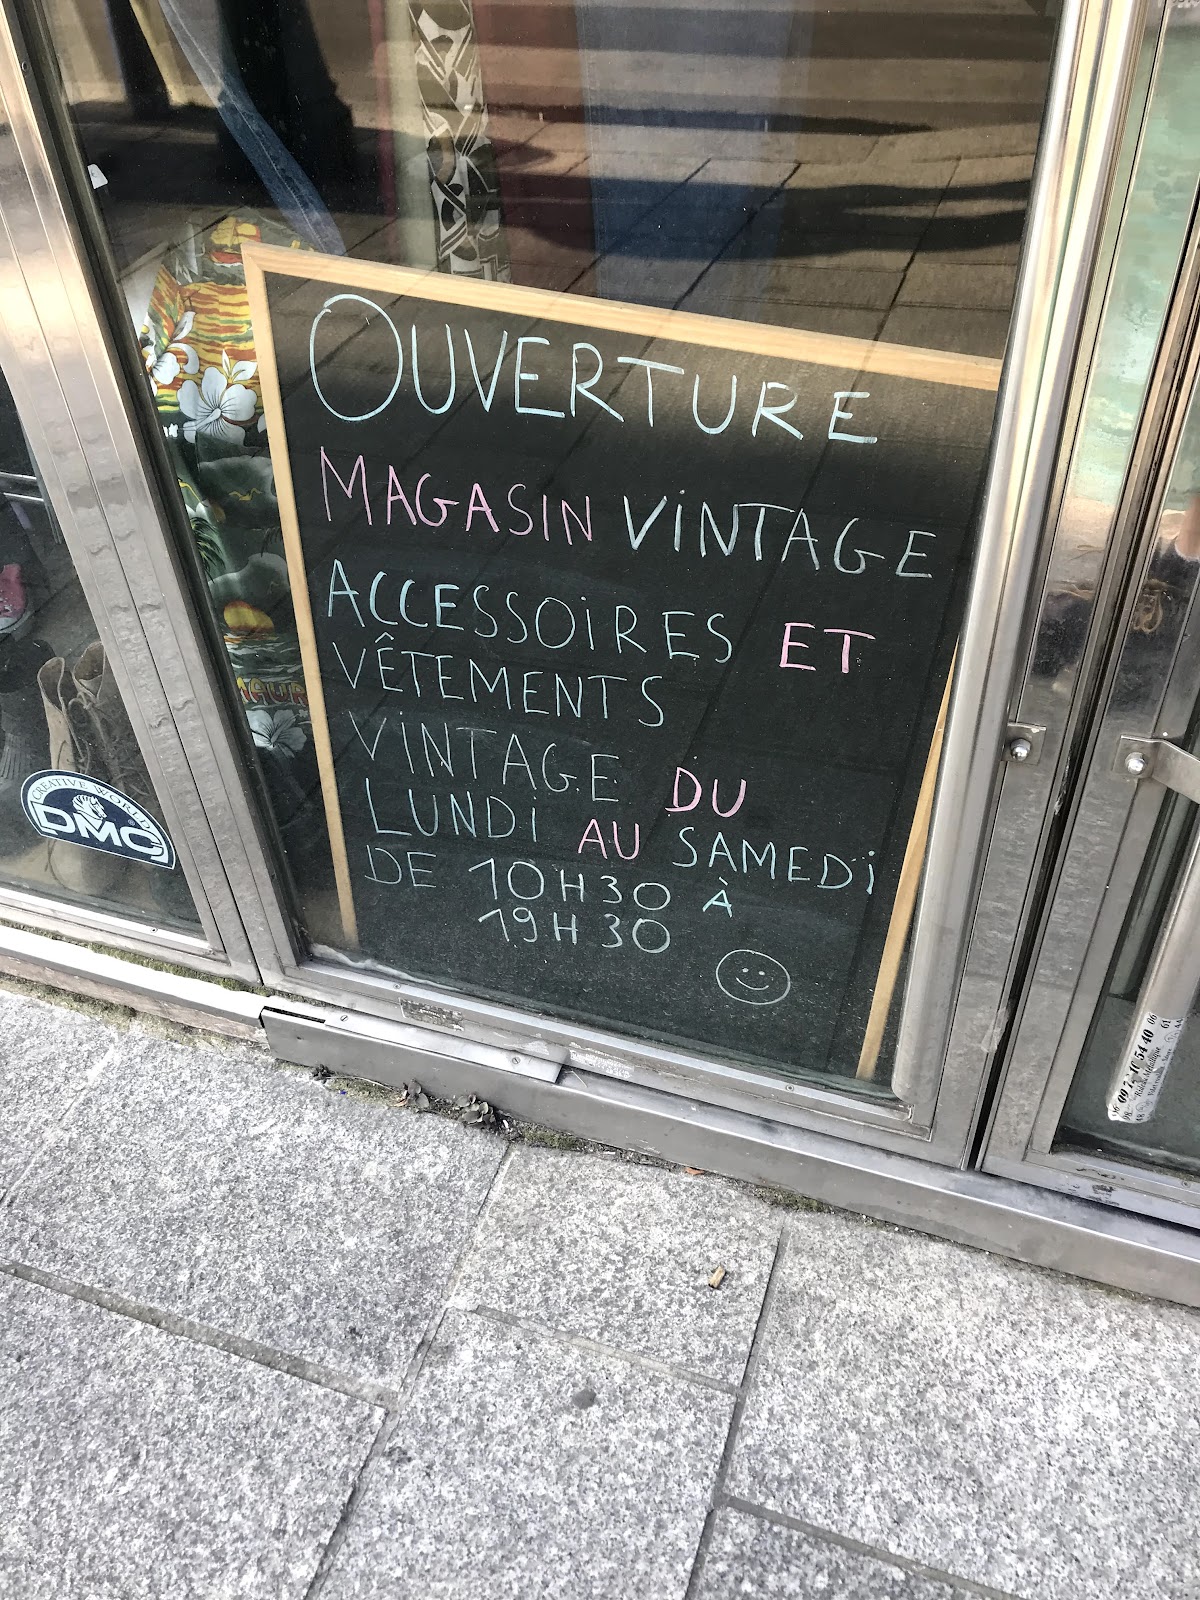 OUVERTURE
MAGASIN VINTAGE
ACCESSOIRES ET
VÊTEMENTS
VINTAGE DU
LUNDI AU SAMEDI
DE 10H30 À
19H30
CREATIVE WORLD
DMC